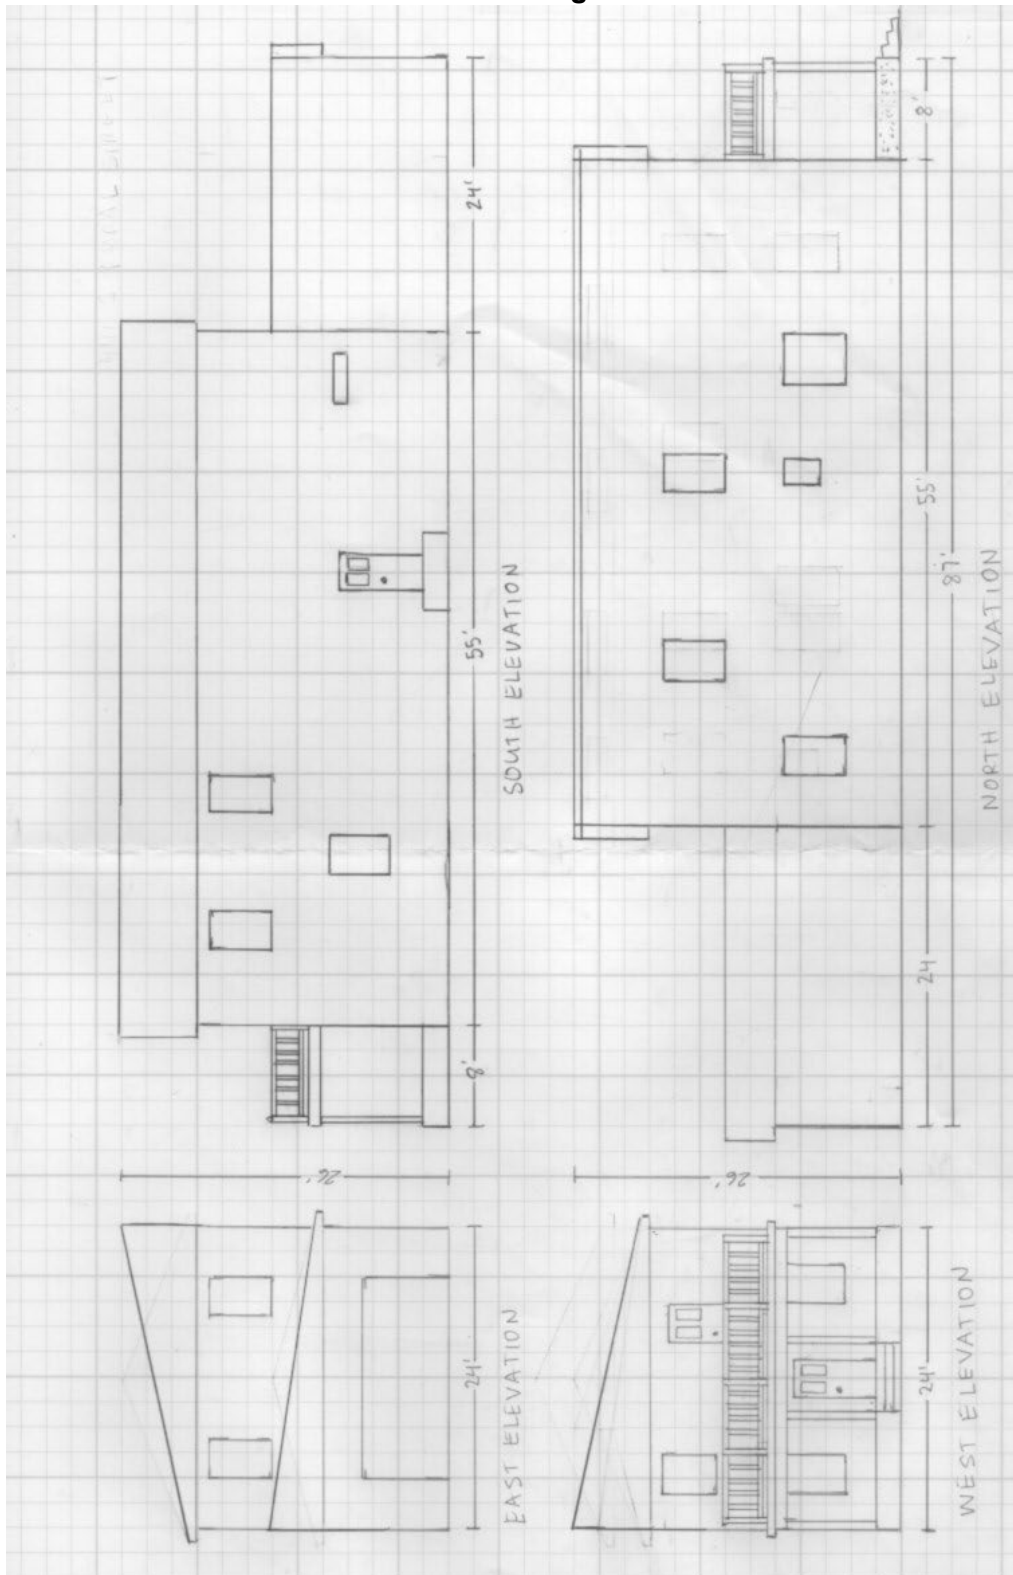 24'
55'
8'
SOUTH ELEVATION
8'
55'
24
87'
NORTH ELEVATION
26'
24'
EAST ELEVATION
26'
24'
WEST ELEVATION